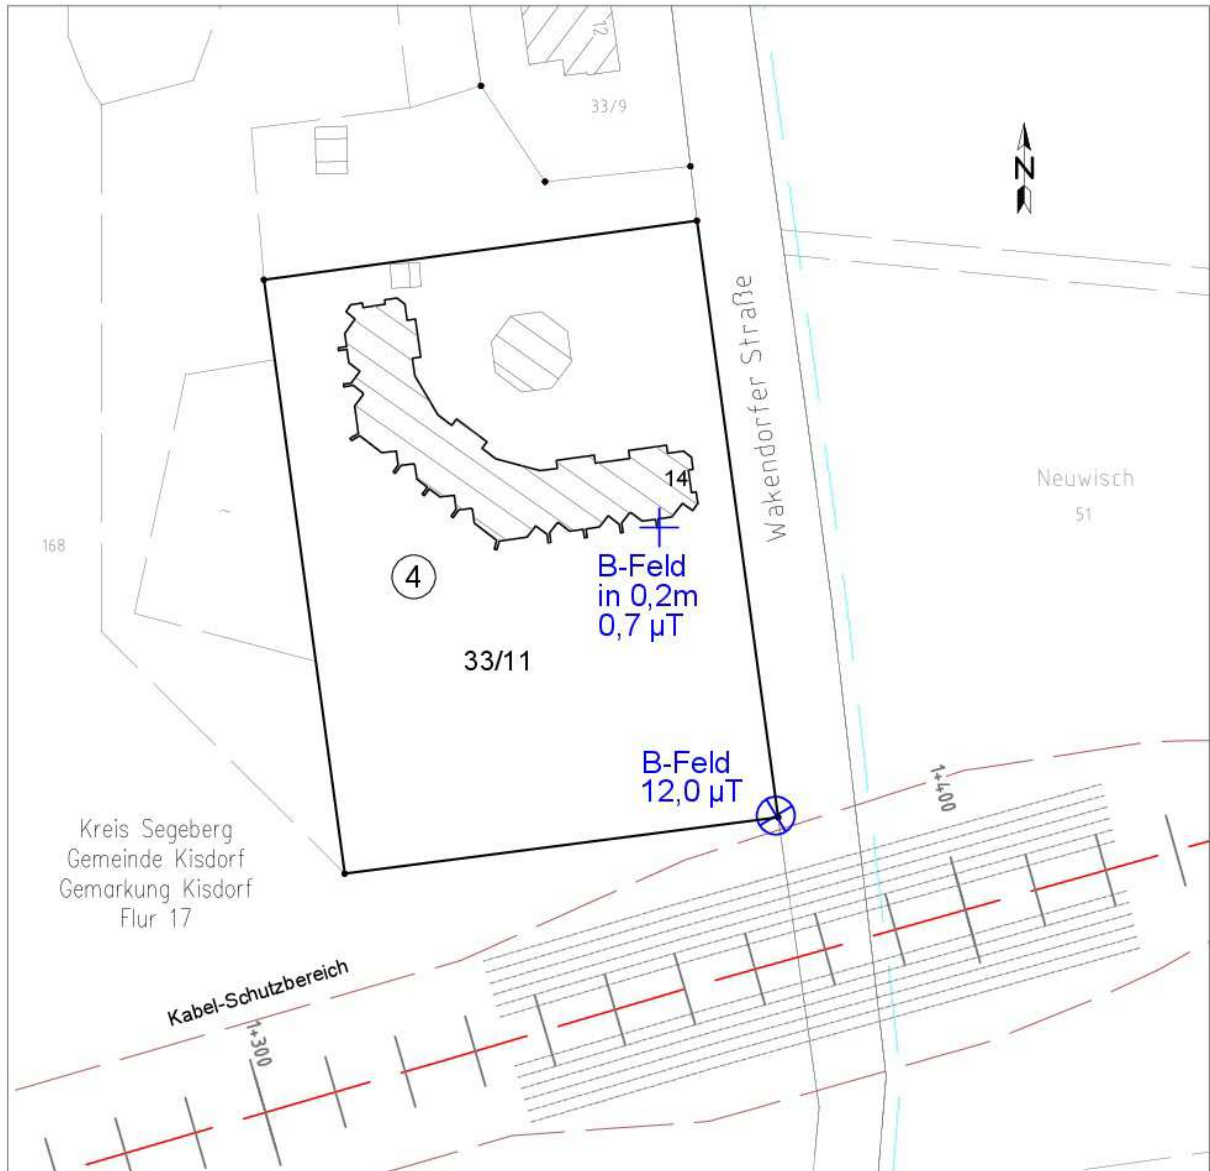 12
33/9
N
Wakendorfer Straße
14
Neuwisch
51
168
B-Feld
in 0,2m
0,7 µT
4
33/11
B-Feld
12,0 µT
1+400
Kreis Segeberg
Gemeinde Kisdorf
Gemarkung Kisdorf
Flur 17
Kabel-Schutzbereich
1+300